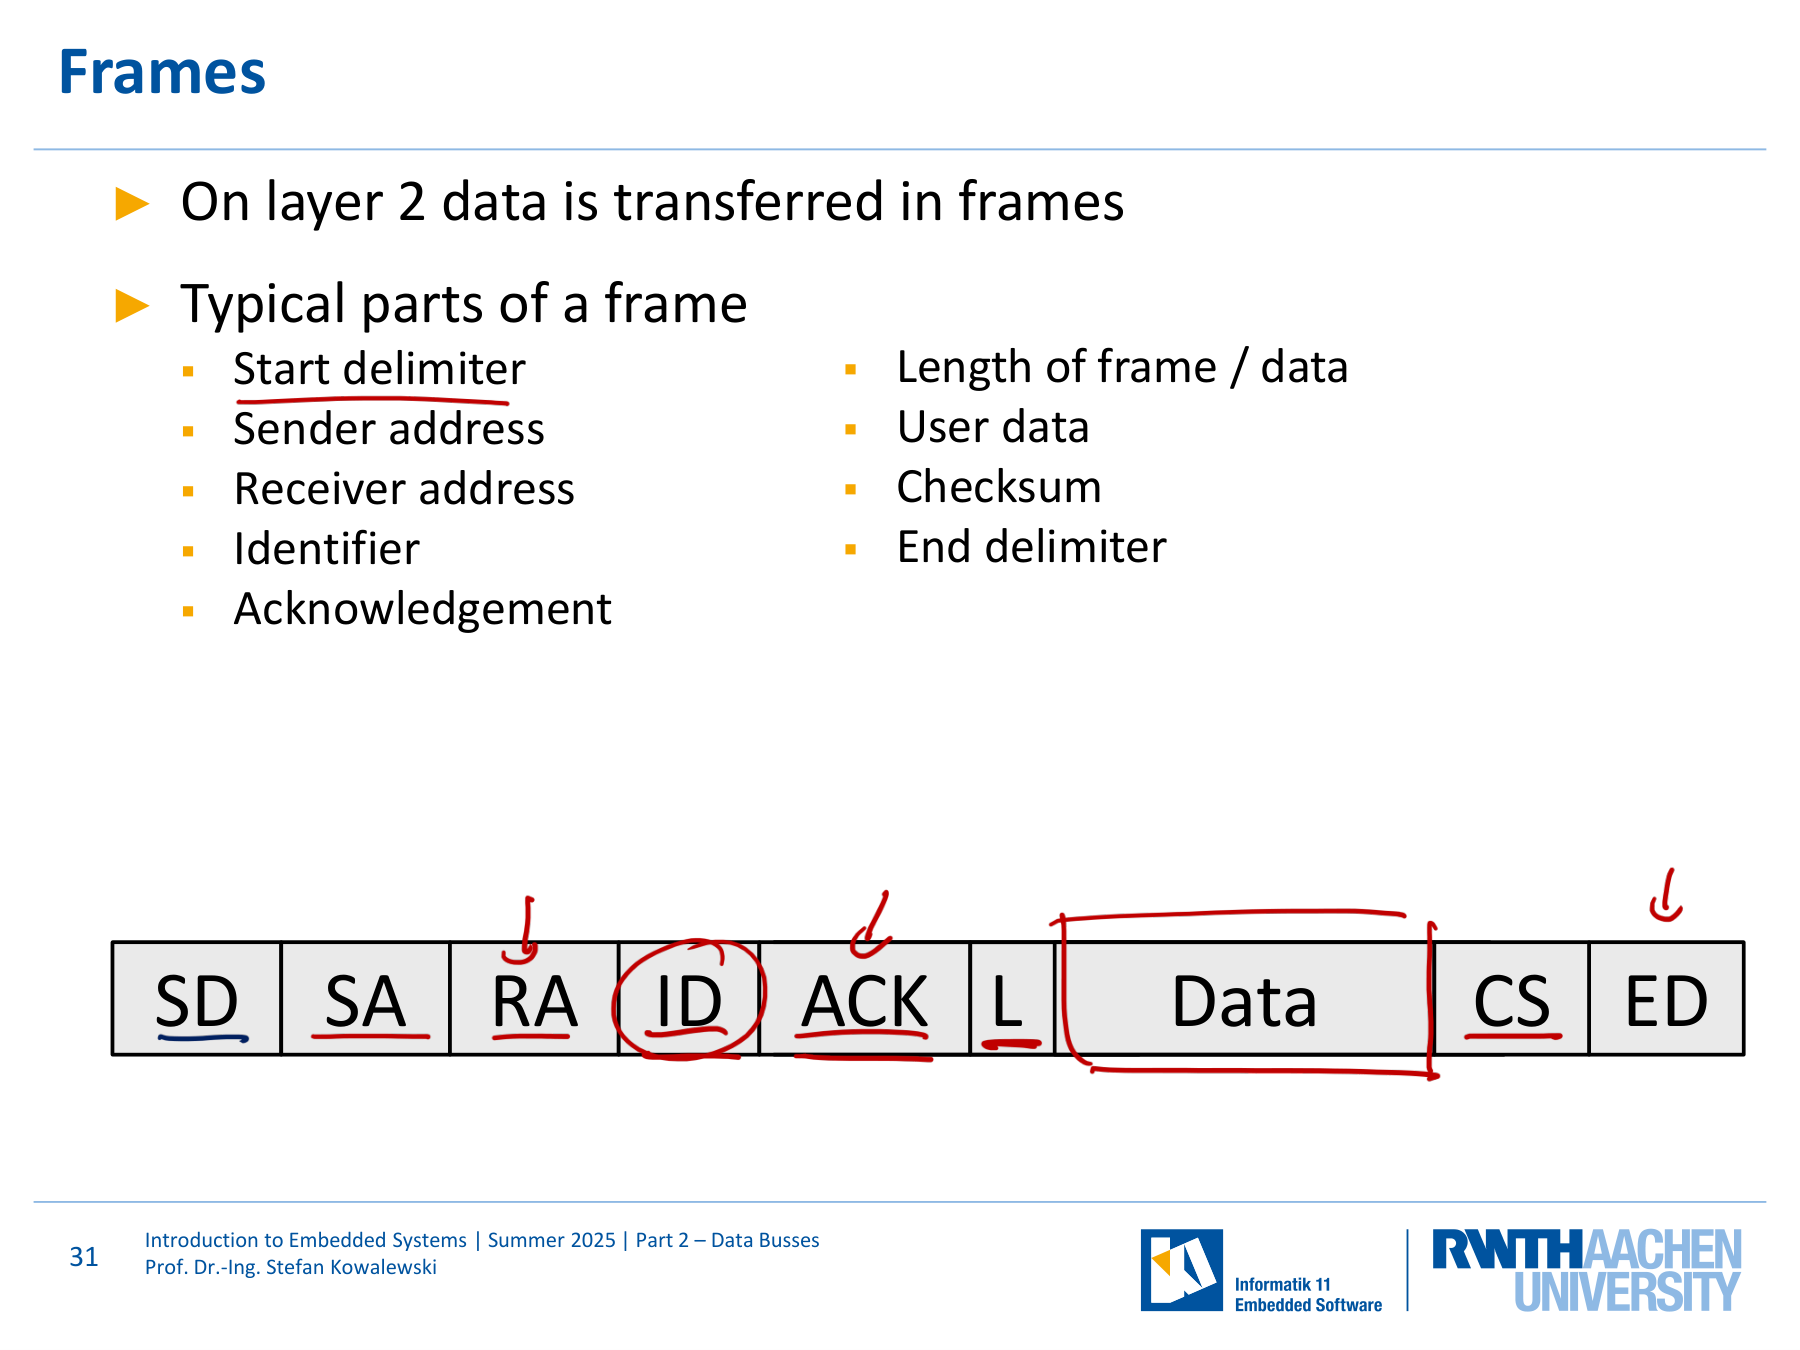 Frames
On layer 2 data is transferred in frames
Typical parts of a frame
Start delimiter
Sender address
Receiver address
Identifier
Acknowledgement
Length of frame / data
User data
Checksum
End delimiter
SD SA RA ID ACK L Data CS ED
31
Introduction to Embedded Systems | Summer 2025 | Part 2 – Data Busses
Prof. Dr.-Ing. Stefan Kowalewski
Informatik 11
Embedded Software
RWTHAACHEN
UNIVERSITY